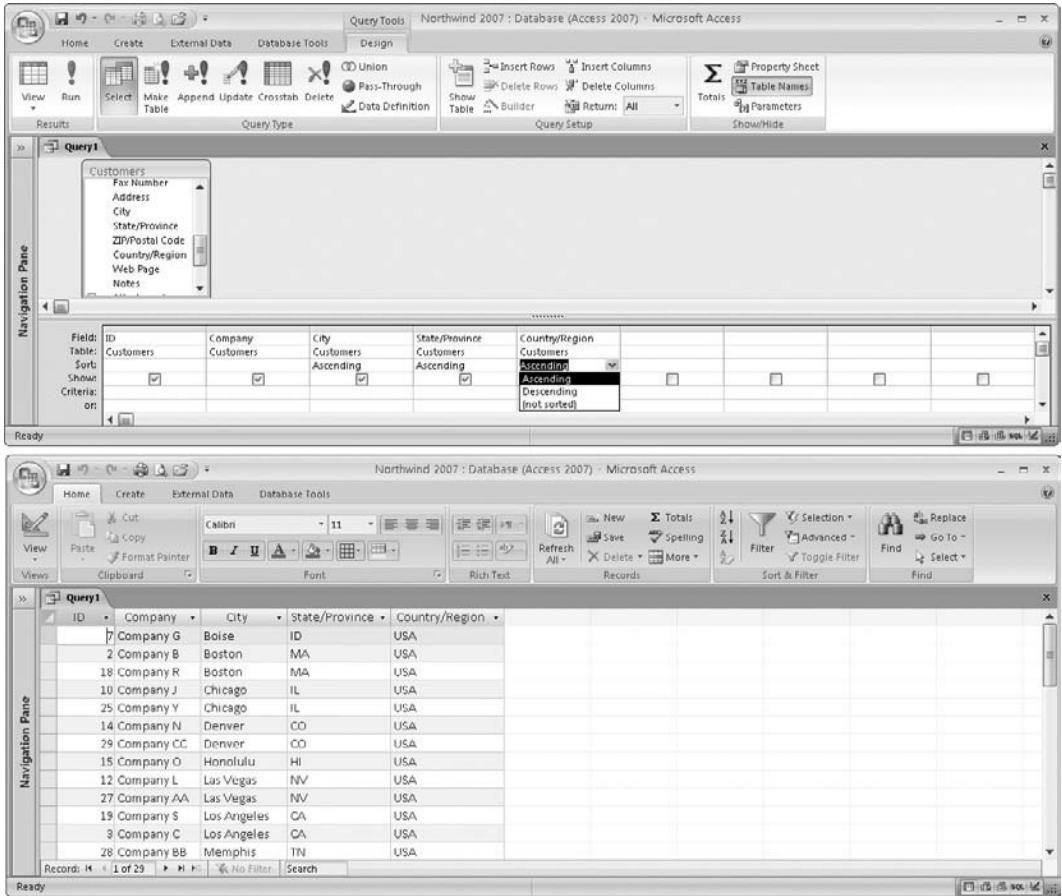 Query Tools Northwind 2007 : Database (Access 2007) - Microsoft Access
Home Create External Data Database Tools Design
View Run Select Make Table Append Update Crosstab Delete
Union
Pass-Through
Data Definition
Show Table
Insert Rows
Delete Rows
Builder
Insert Columns
Delete Columns
Return: All
Totals
Property Sheet
Table Names
Parameters
Results Query Type Query Setup Show/Hide
Query1
Navigation Pane
Customers
Fax Number
Address
City
State/Province
ZIP/Postal Code
Country/Region
Web Page
Notes
Field: ID Company City State/Province Country/Region
Table: Customers Customers Customers Customers Customers
Sort: Ascending Ascending Ascending
Show: Ascending
Criteria: Descending
or: (not sorted)
Ready SQL
Northwind 2007 : Database (Access 2007) - Microsoft Access
Home Create External Data Database Tools
View
Paste
Cut
Copy
Format Painter
Calibri 11
B I U A
Refresh All
New
Save
Delete
Totals
Spelling
More
Filter
Selection
Advanced
Toggle Filter
Find
Replace
Go To
Select
Views Clipboard Font Rich Text Records Sort & Filter Find
Query1
Navigation Pane
ID Company City State/Province Country/Region
7 Company G Boise ID USA
2 Company B Boston MA USA
18 Company R Boston MA USA
10 Company J Chicago IL USA
25 Company Y Chicago IL USA
14 Company N Denver CO USA
29 Company CC Denver CO USA
15 Company O Honolulu HI USA
12 Company L Las Vegas NV USA
27 Company AA Las Vegas NV USA
19 Company S Los Angeles CA USA
3 Company C Los Angeles CA USA
28 Company BB Memphis TN USA
Record: 1 of 29 No Filter Search
Ready SQL